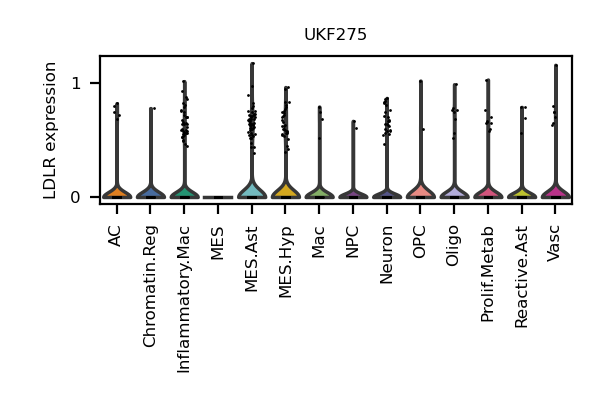 UKF275
LDLR expression
1
0
AC
Chromatin.Reg
Inflammatory.Mac
MES
MES.Ast
MES.Hyp
Mac
NPC
Neuron
OPC
Oligo
Prolif.Metab
Reactive.Ast
Vasc